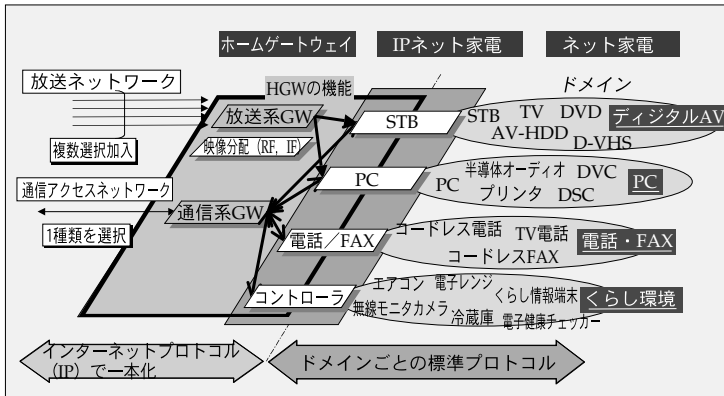 ホームゲートウェイ
IPネット家電
ネット家電
放送ネットワーク
HGWの機能
ドメイン
放送系GW
STB
STB TV DVD
ディジタルAV
AV-HDD
D-VHS
複数選択加入
映像分配（RF, IF）
通信アクセスネットワーク
PC
PC
半導体オーディオ DVC
PC
プリンタ DSC
通信系GW
1種類を選択
電話／FAX
コードレス電話 TV電話
電話・FAX
コードレスFAX
コントローラ
エアコン 電子レンジ
くらし情報端末
くらし環境
無線モニタカメラ
冷蔵庫
電子健康チェッカー
インターネットプロトコル
（IP）で一本化
ドメインごとの標準プロトコル